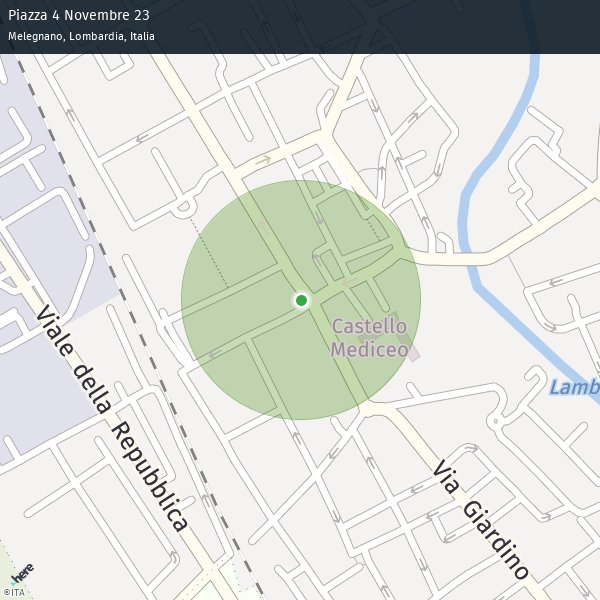 Piazza 4 Novembre 23
Melegnano, Lombardia, Italia
Castello
Mediceo
Viale della Repubblica
Lamb
Via Giardino
here
©ITA